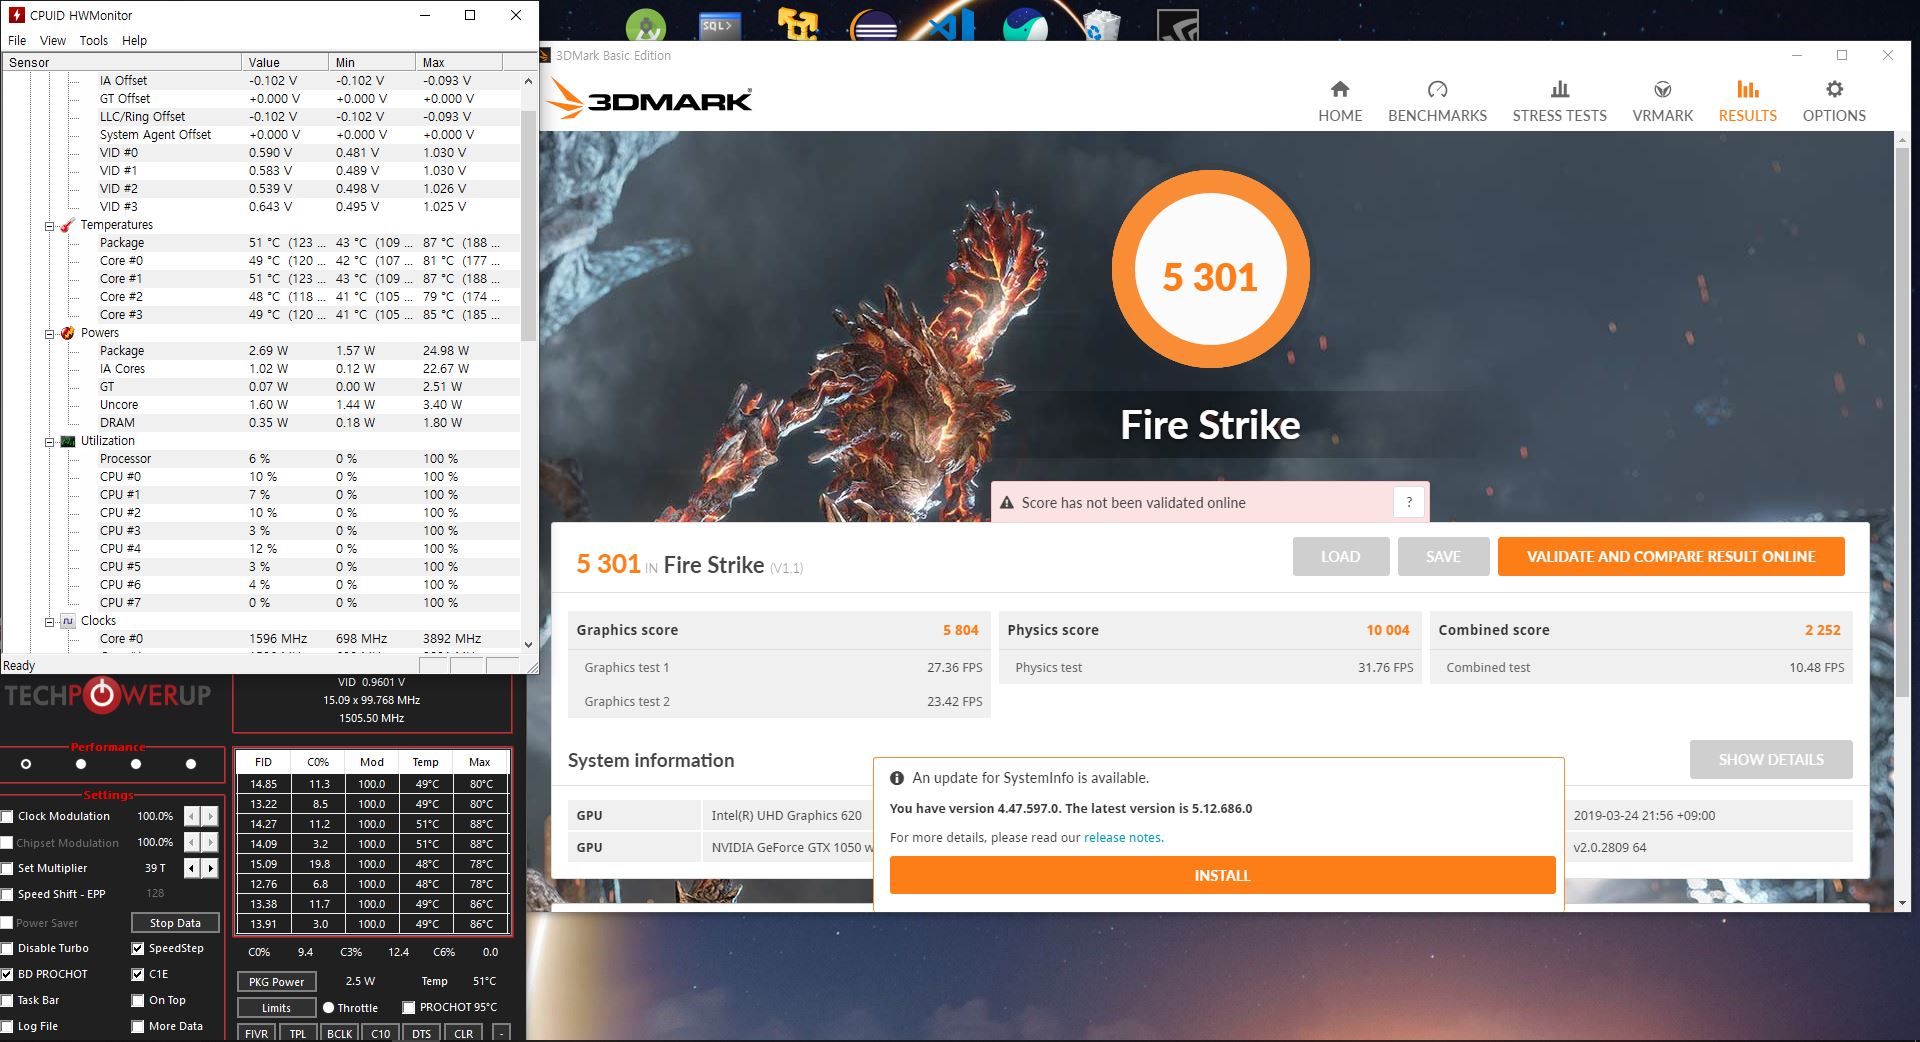 CPUID HWMonitor
File View Tools Help
Sensor Value Min Max
IA Offset -0.102 V -0.102 V -0.093 V
GT Offset +0.000 V +0.000 V +0.000 V
LLC/Ring Offset -0.102 V -0.102 V -0.093 V
System Agent Offset +0.000 V +0.000 V +0.000 V
VID #0 0.590 V 0.481 V 1.030 V
VID #1 0.583 V 0.489 V 1.030 V
VID #2 0.539 V 0.498 V 1.026 V
VID #3 0.643 V 0.495 V 1.025 V
Temperatures
Package 51 °C (123 ... 43 °C (109 ... 87 °C (188 ...
Core #0 49 °C (120 ... 42 °C (107 ... 81 °C (177 ...
Core #1 51 °C (123 ... 43 °C (109 ... 87 °C (188 ...
Core #2 48 °C (118 ... 41 °C (105 ... 79 °C (174 ...
Core #3 49 °C (120 ... 41 °C (105 ... 85 °C (185 ...
Powers
Package 2.69 W 1.57 W 24.98 W
IA Cores 1.02 W 0.12 W 22.67 W
GT 0.07 W 0.00 W 2.51 W
Uncore 1.60 W 1.44 W 3.40 W
DRAM 0.35 W 0.18 W 1.80 W
Utilization
Processor 6 % 0 % 100 %
CPU #0 10 % 0 % 100 %
CPU #1 7 % 0 % 100 %
CPU #2 10 % 0 % 100 %
CPU #3 3 % 0 % 100 %
CPU #4 12 % 0 % 100 %
CPU #5 3 % 0 % 100 %
CPU #6 4 % 0 % 100 %
CPU #7 0 % 0 % 100 %
Clocks
Core #0 1596 MHz 698 MHz 3892 MHz
Ready
TECHPOWERUP
VID 0.9601 V
15.09 x 99.768 MHz
1505.50 MHz
Performance
Settings
Clock Modulation 100.0%
Chipset Modulation 100.0%
Set Multiplier 39 T
Speed Shift - EPP 128
Power Saver Stop Data
Disable Turbo SpeedStep
BD PROCHOT C1E
Task Bar On Top
Log File More Data
FID C0% Mod Temp Max
14.85 11.3 100.0 49°C 80°C
13.22 8.5 100.0 49°C 80°C
14.27 11.2 100.0 51°C 88°C
14.09 3.2 100.0 51°C 88°C
15.09 19.8 100.0 48°C 78°C
12.76 6.8 100.0 48°C 78°C
13.38 11.7 100.0 49°C 86°C
13.91 3.0 100.0 49°C 86°C
C0% 9.4 C3% 12.4 C6% 0.0
PKG Power 2.5 W Temp 51°C
Limits Throttle PROCHOT 95°C
FIVR TPL BCLK C10 DTS CLR -
SQL>
3DMark Basic Edition
3DMARK
HOME BENCHMARKS STRESS TESTS VRMARK RESULTS OPTIONS
5 301
Fire Strike
Score has not been validated online ?
5 301 IN Fire Strike (V1.1)
LOAD SAVE VALIDATE AND COMPARE RESULT ONLINE
Graphics score 5 804
Graphics test 1 27.36 FPS
Graphics test 2 23.42 FPS
Physics score 10 004
Physics test 31.76 FPS
Combined score 2 252
Combined test 10.48 FPS
System information SHOW DETAILS
GPU Intel(R) UHD Graphics 620
GPU NVIDIA GeForce GTX 1050 w
2019-03-24 21:56 +09:00
v2.0.2809 64
An update for SystemInfo is available.
You have version 4.47.597.0. The latest version is 5.12.686.0
For more details, please read our release notes.
INSTALL